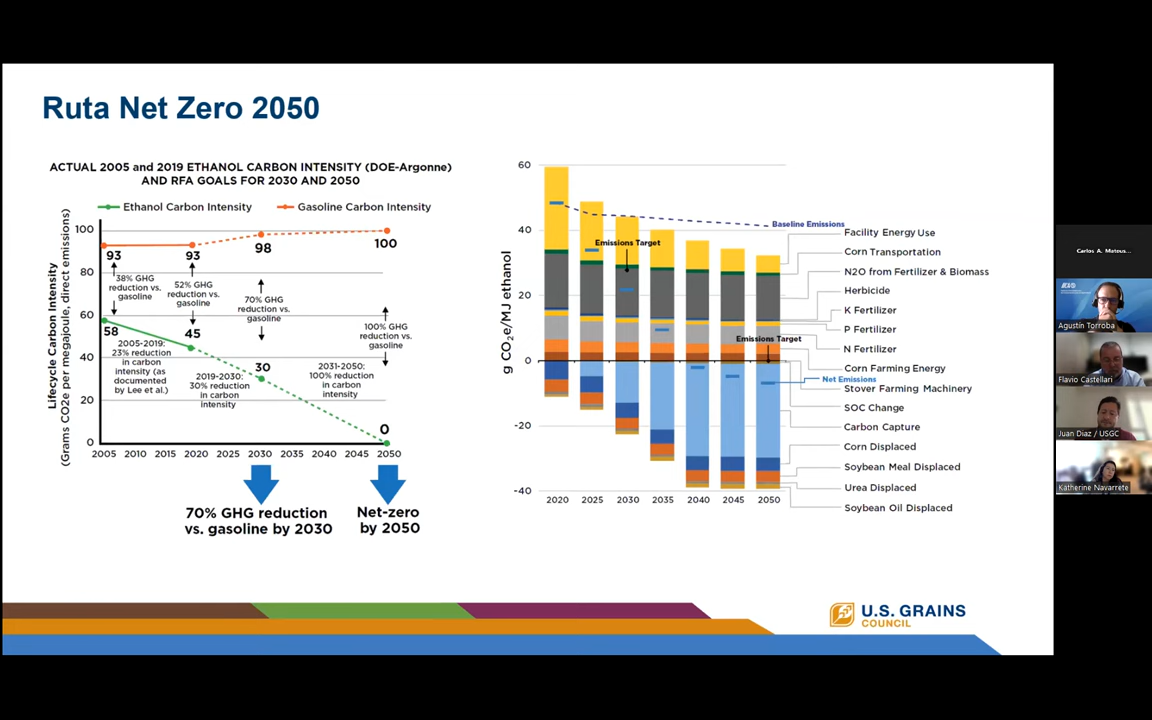 Ruta Net Zero 2050
ACTUAL 2005 and 2019 ETHANOL CARBON INTENSITY (DOE-Argonne)
AND RFA GOALS FOR 2030 AND 2050
Ethanol Carbon Intensity
Gasoline Carbon Intensity
Lifecycle Carbon Intensity
(Grams CO2e per megajoule, direct emissions)
100
80
60
40
20
0
93
93
98
100
38% GHG
reduction vs.
gasoline
52% GHG
reduction vs.
gasoline
70% GHG
reduction vs.
gasoline
100% GHG
reduction vs.
gasoline
58
45
30
0
2005-2019:
23% reduction
in carbon
intensity (as
documented
by Lee et al.)
2019-2030:
30% reduction
in carbon
intensity
2031-2050:
100% reduction
in carbon
intensity
2005 2010 2015 2020 2025 2030 2035 2040 2045 2050
70% GHG reduction
vs. gasoline by 2030
Net-zero
by 2050
g CO2e/MJ ethanol
60
40
20
0
-20
-40
Baseline Emissions
Emissions Target
Emissions Target
Net Emissions
2020 2025 2030 2035 2040 2045 2050
Facility Energy Use
Corn Transportation
N2O from Fertilizer & Biomass
Herbicide
K Fertilizer
P Fertilizer
N Fertilizer
Corn Farming Energy
Stover Farming Machinery
SOC Change
Carbon Capture
Corn Displaced
Soybean Meal Displaced
Urea Displaced
Soybean Oil Displaced
U.S. GRAINS
COUNCIL
Carlos A. Mateus...
Agustín Torroba
Flavio Castellari
Juan Diaz / USGC
Katherine Navarrete